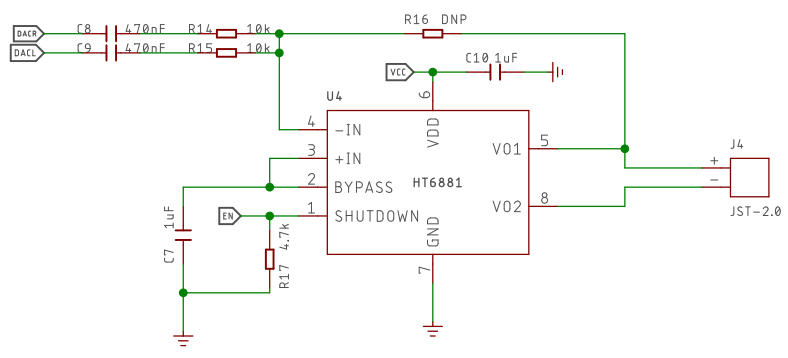 R16 DNP
DACR C8 470nF R14 10k
DACL C9 470nF R15 10k
C10 1uF
VCC
U4
6
4 -IN VDD
3 +IN VO1 5 J4
+
2 BYPASS HT6881
-
1uF EN 1 SHUTDOWN VO2 8 JST-2.0
4.7k GND
C7 R17 7